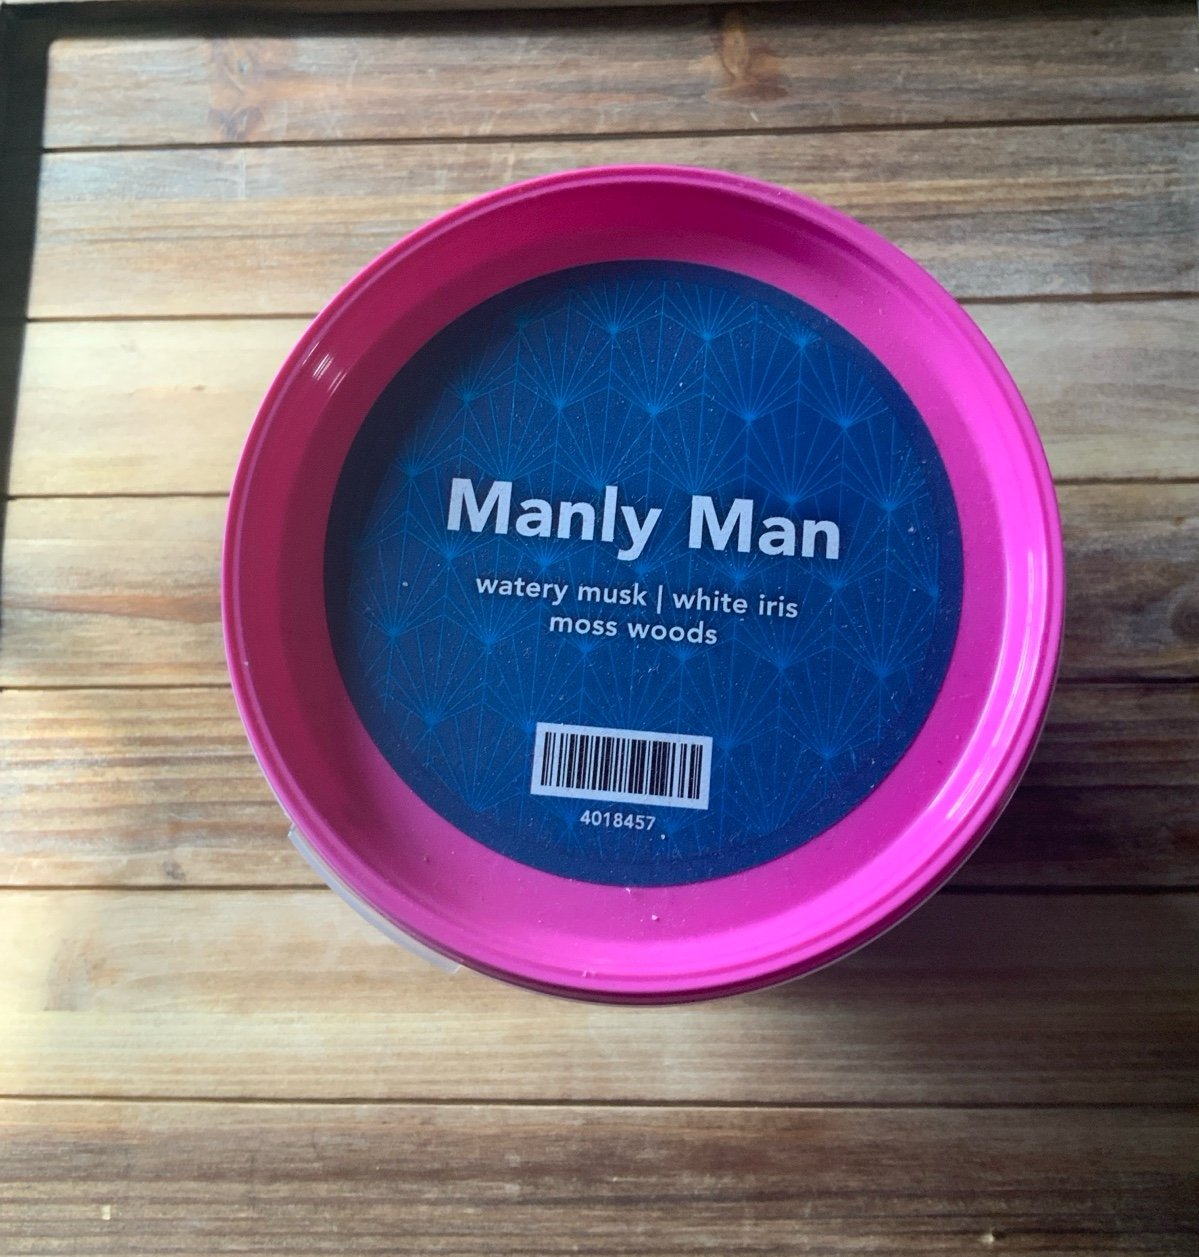 Manly Man
watery musk | white iris
moss woods
4018457